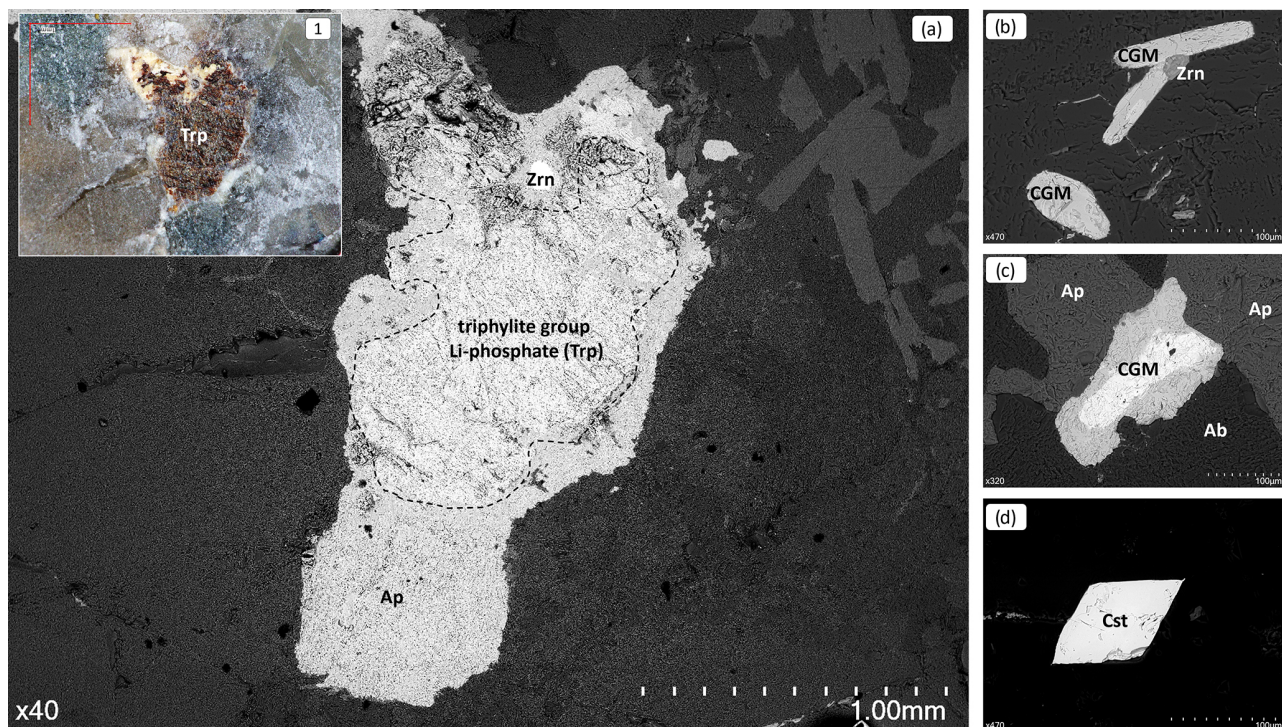 1
Trp
(a)
Zrn
triphylite group
Li-phosphate (Trp)
Ap
x40
1.00mm
(b)
CGM
Zrn
CGM
x470
100μm
(c)
Ap
Ap
CGM
Ab
x320
100μm
(d)
Cst
x470
100μm